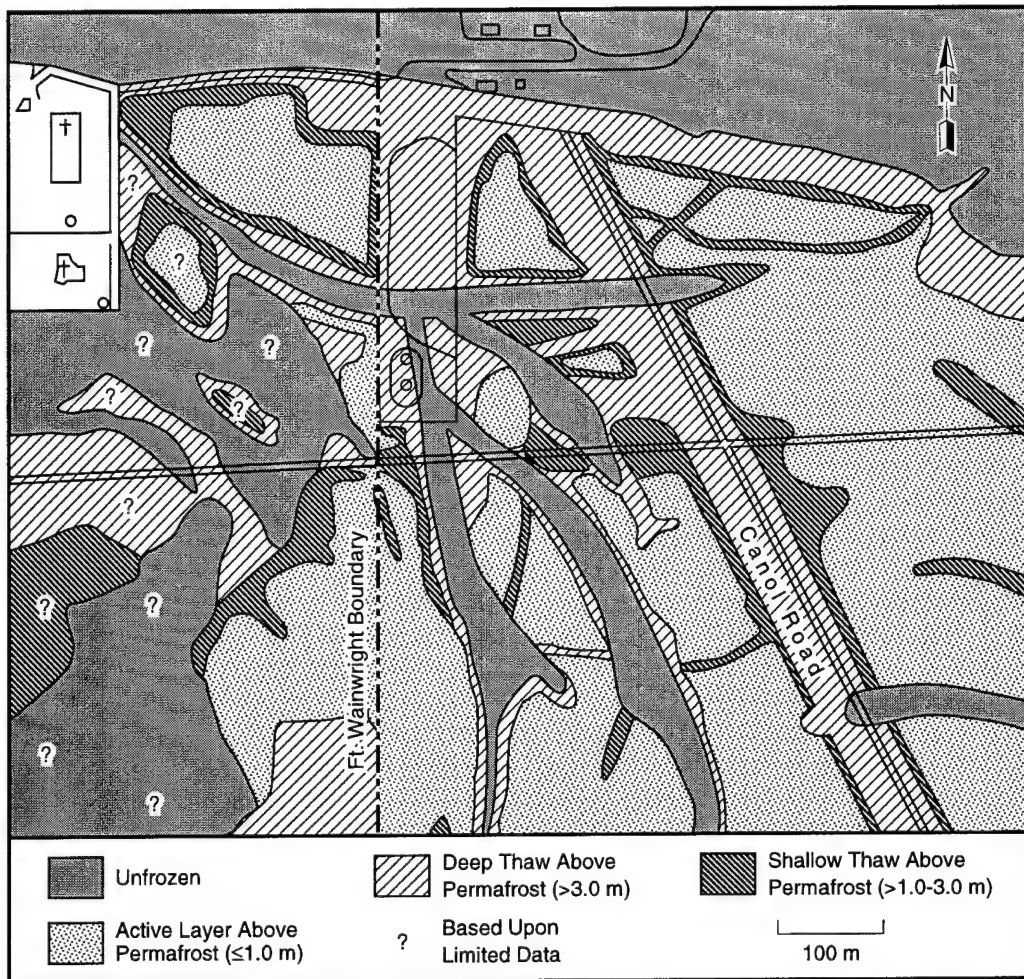 N
?
?
?
?
?
?
?
?
?
?
?
?
Ft. Wainwright Boundary
Canol Road
Unfrozen
Deep Thaw Above
Permafrost (>3.0 m)
Shallow Thaw Above
Permafrost (>1.0-3.0 m)
Active Layer Above
Permafrost (≤1.0 m)
?
Based Upon
Limited Data
100 m